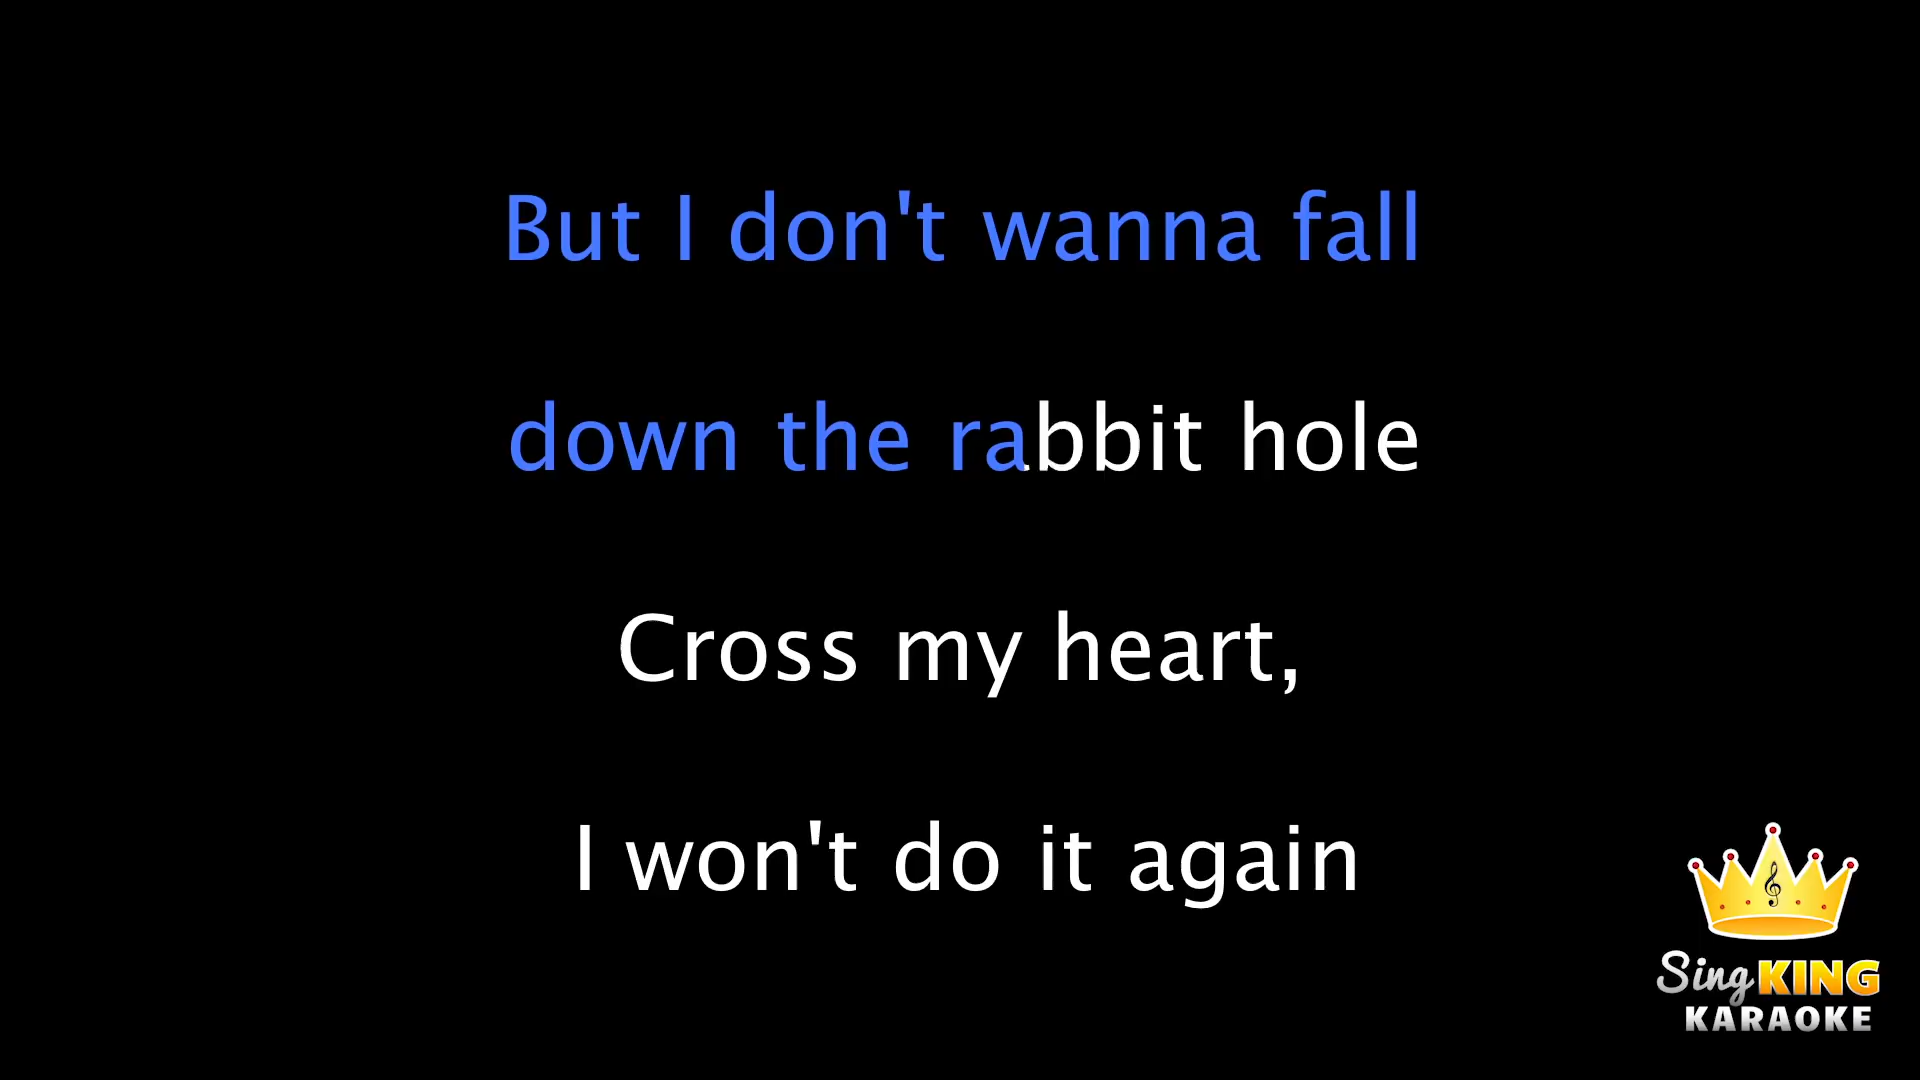 But I don't wanna fall
down the rabbit hole
Cross my heart,
I won't do it again
Sing KING
KARAOKE